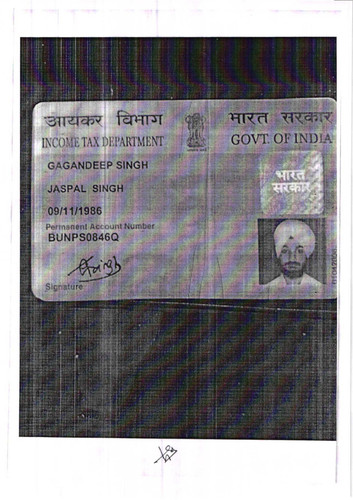 आयकर विभाग
भारत सरकार
INCOME TAX DEPARTMENT
GOVT. OF INDIA
GAGANDEEP SINGH
JASPAL SINGH
भारत
सरकार
09/11/1986
Permanent Account Number
BUNPS0846Q
Signature